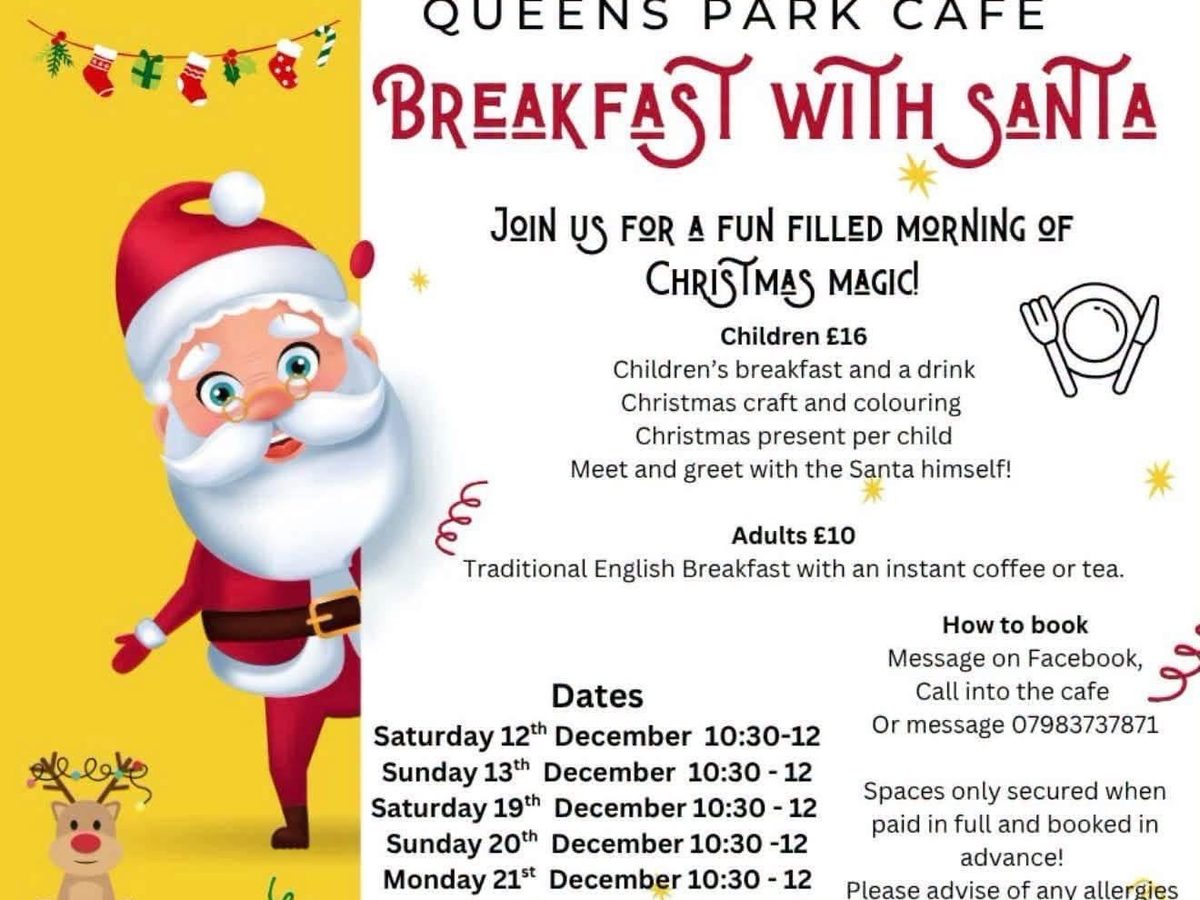 QUEENS PARK CAFE
BREAKFAST WITH SANTA
JOIN US FOR A FUN FILLED MORNING OF
CHRISTMAS MAGIC!
Children £16
Children's breakfast and a drink
Christmas craft and colouring
Christmas present per child
Meet and greet with the Santa himself!
Adults £10
Traditional English Breakfast with an instant coffee or tea.
How to book
Message on Facebook,
Call into the cafe
Or message 07983737871
Dates
Saturday 12th December 10:30-12
Sunday 13th December 10:30 - 12
Saturday 19th December 10:30 - 12
Sunday 20th December 10:30 -12
Monday 21st December 10:30 - 12
Spaces only secured when
paid in full and booked in
advance!
Please advise of any allergies